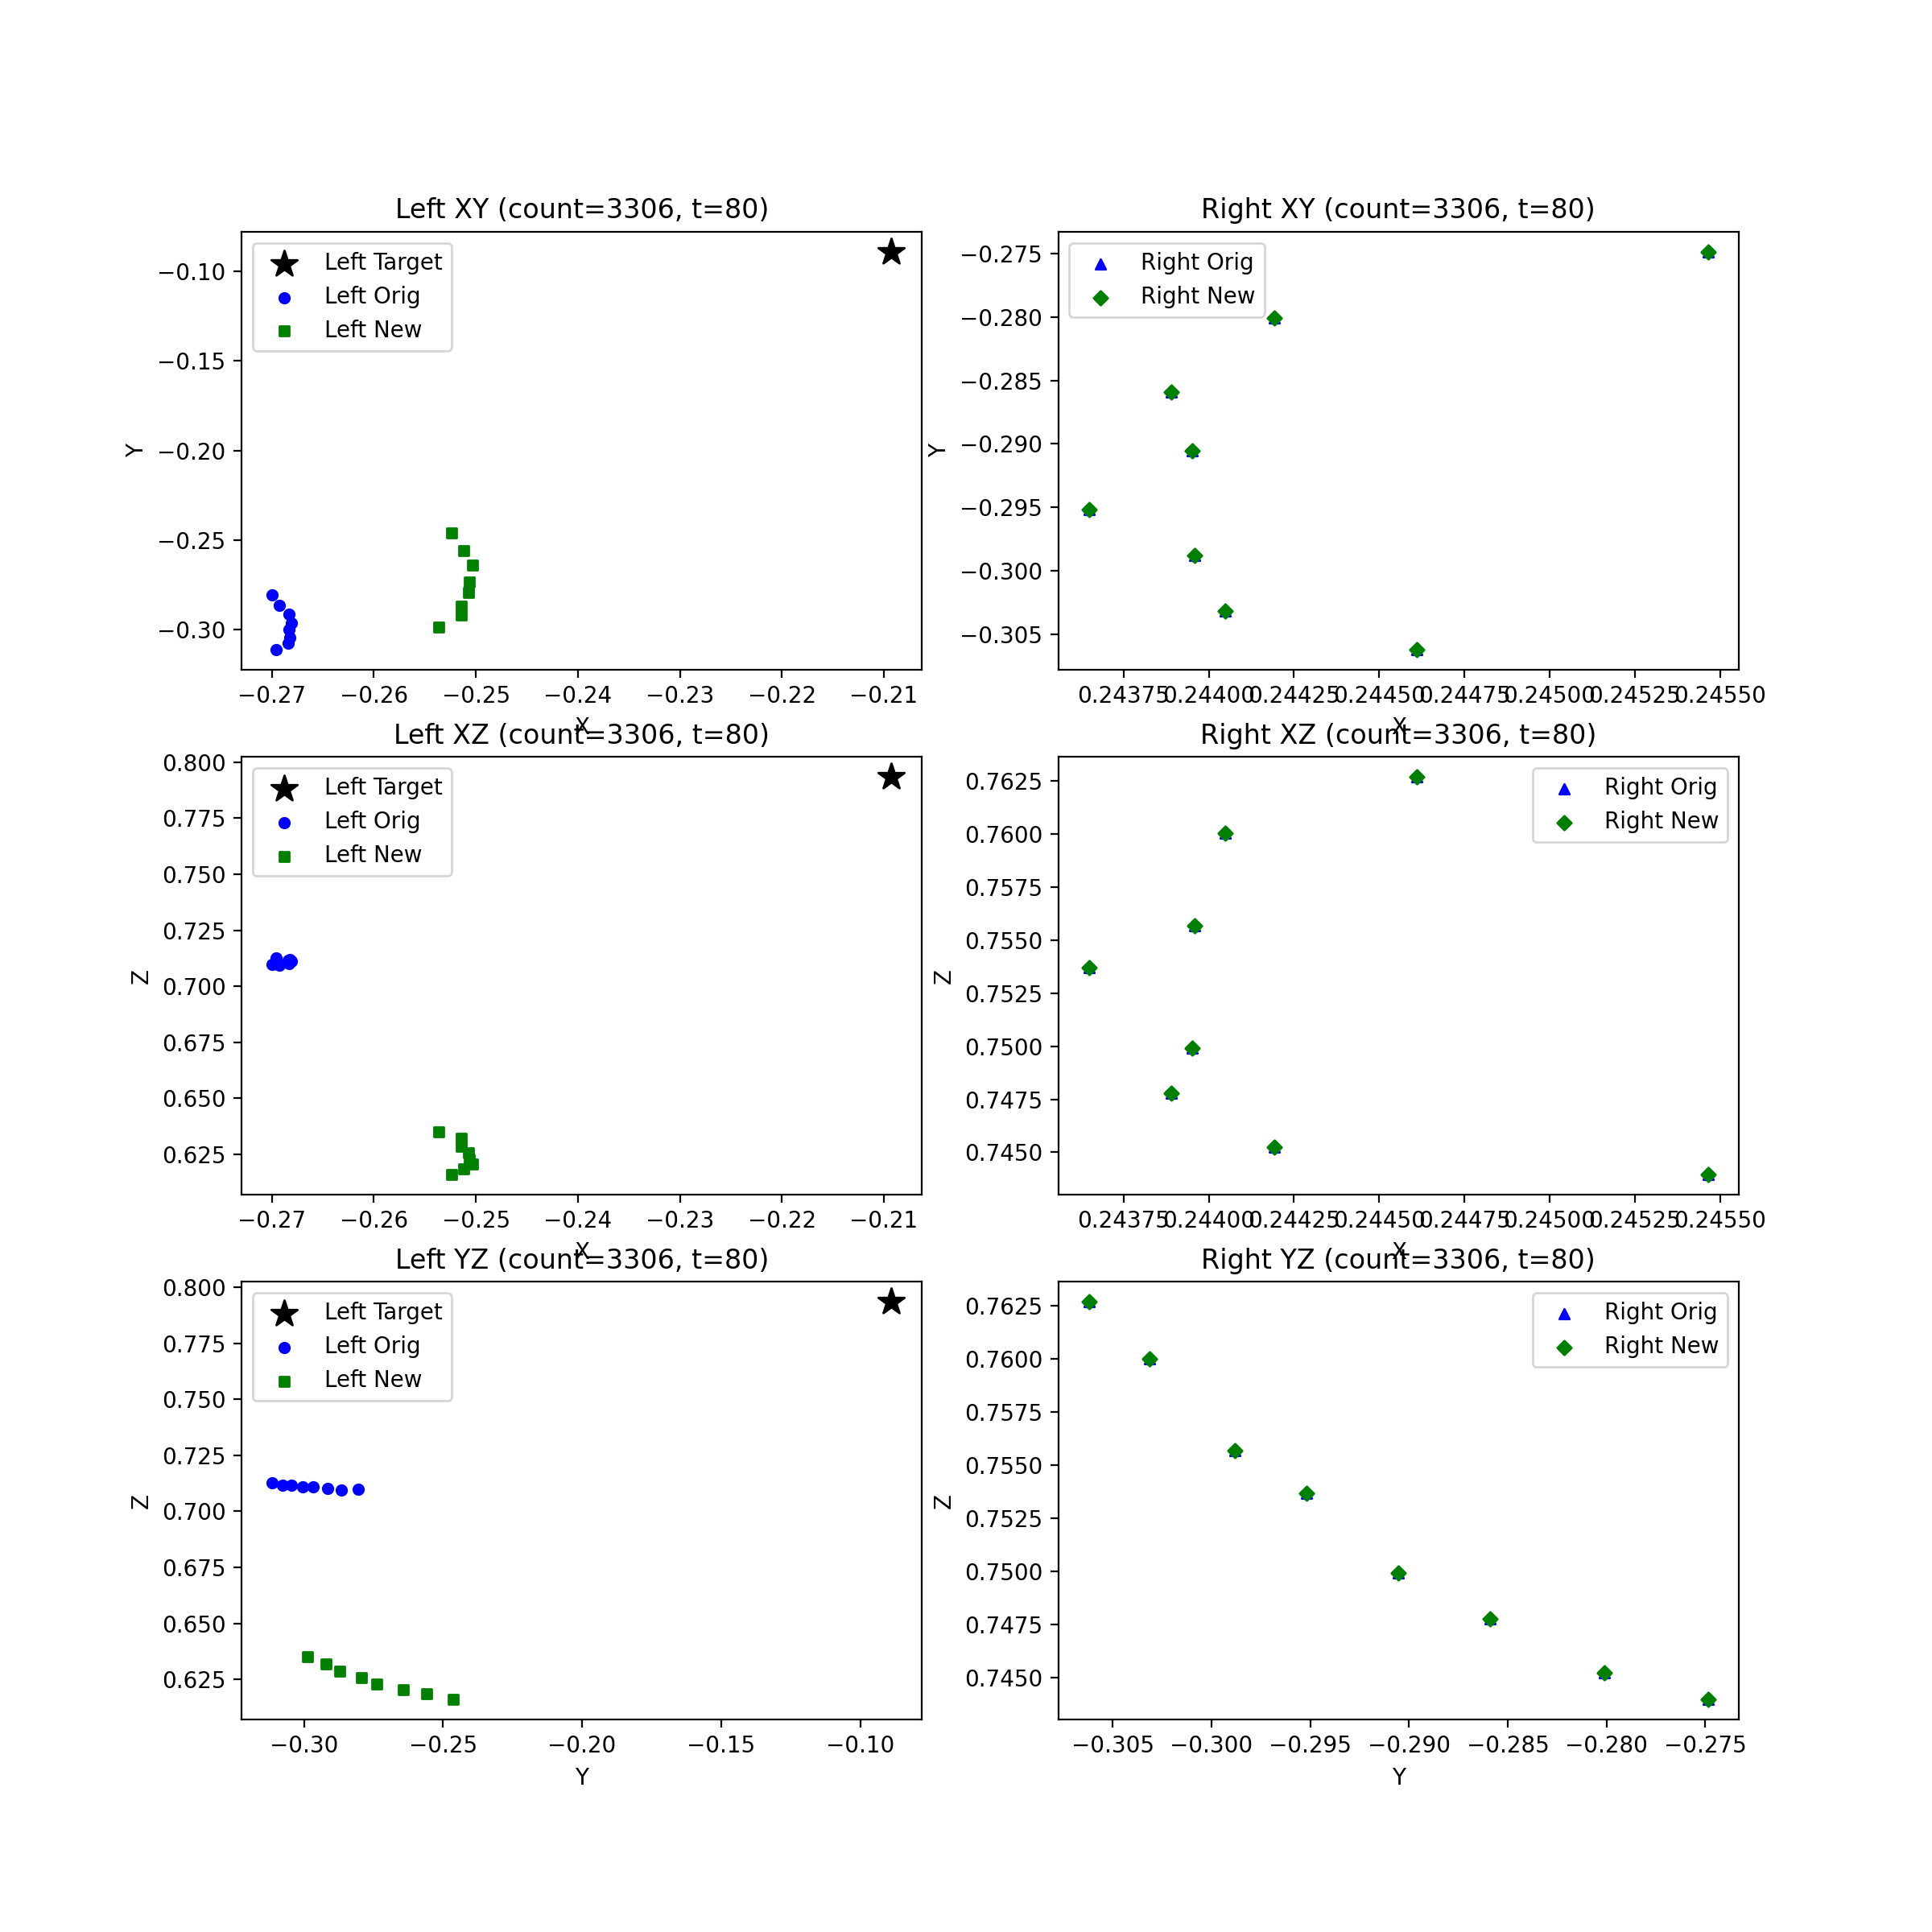 Left XY (count=3306, t=80)
Left Target
Left Orig
Left New
−0.10
−0.15
−0.20
−0.25
−0.30
Y
−0.27 −0.26 −0.25 −0.24 −0.23 −0.22 −0.21
X
Right XY (count=3306, t=80)
Right Orig
Right New
−0.275
−0.280
−0.285
−0.290
−0.295
−0.300
−0.305
Y
0.24375 0.24400 0.24425 0.24450 0.24475 0.24500 0.24525 0.24550
X
Left XZ (count=3306, t=80)
Left Target
Left Orig
Left New
0.800
0.775
0.750
0.725
0.700
0.675
0.650
0.625
Z
−0.27 −0.26 −0.25 −0.24 −0.23 −0.22 −0.21
X
Right XZ (count=3306, t=80)
Right Orig
Right New
0.7625
0.7600
0.7575
0.7550
0.7525
0.7500
0.7475
0.7450
Z
0.24375 0.24400 0.24425 0.24450 0.24475 0.24500 0.24525 0.24550
X
Left YZ (count=3306, t=80)
Left Target
Left Orig
Left New
0.800
0.775
0.750
0.725
0.700
0.675
0.650
0.625
Z
−0.30 −0.25 −0.20 −0.15 −0.10
Y
Right YZ (count=3306, t=80)
Right Orig
Right New
0.7625
0.7600
0.7575
0.7550
0.7525
0.7500
0.7475
0.7450
Z
−0.305 −0.300 −0.295 −0.290 −0.285 −0.280 −0.275
Y